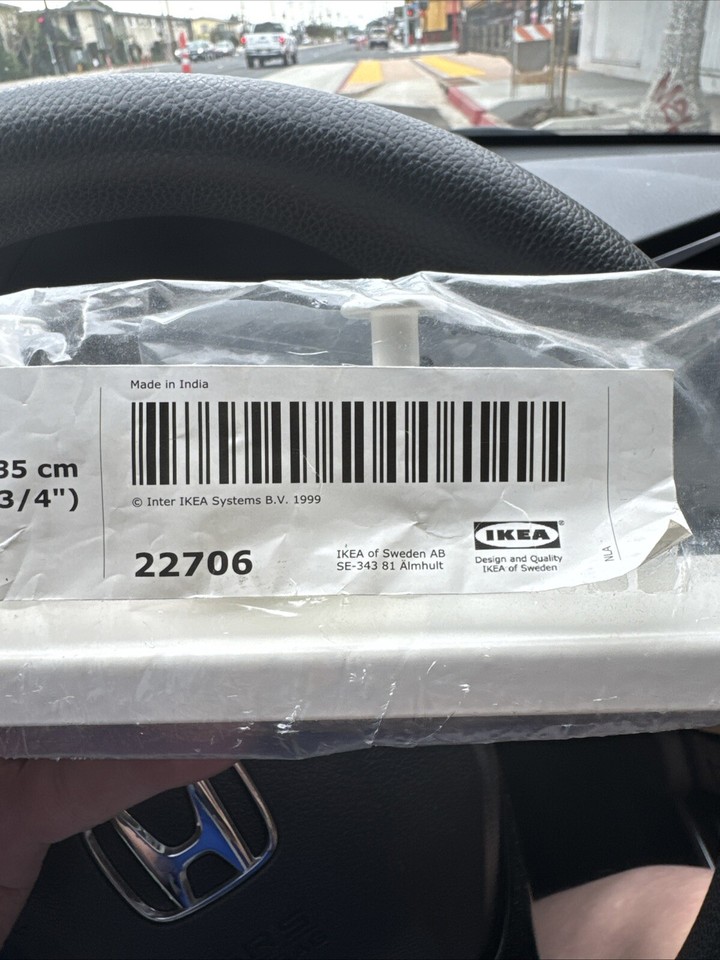 Made in India
35 cm
3/4")
© Inter IKEA Systems B.V. 1999
22706
IKEA of Sweden AB
SE-343 81 Älmhult
IKEA®
Design and Quality
IKEA of Sweden
NLA